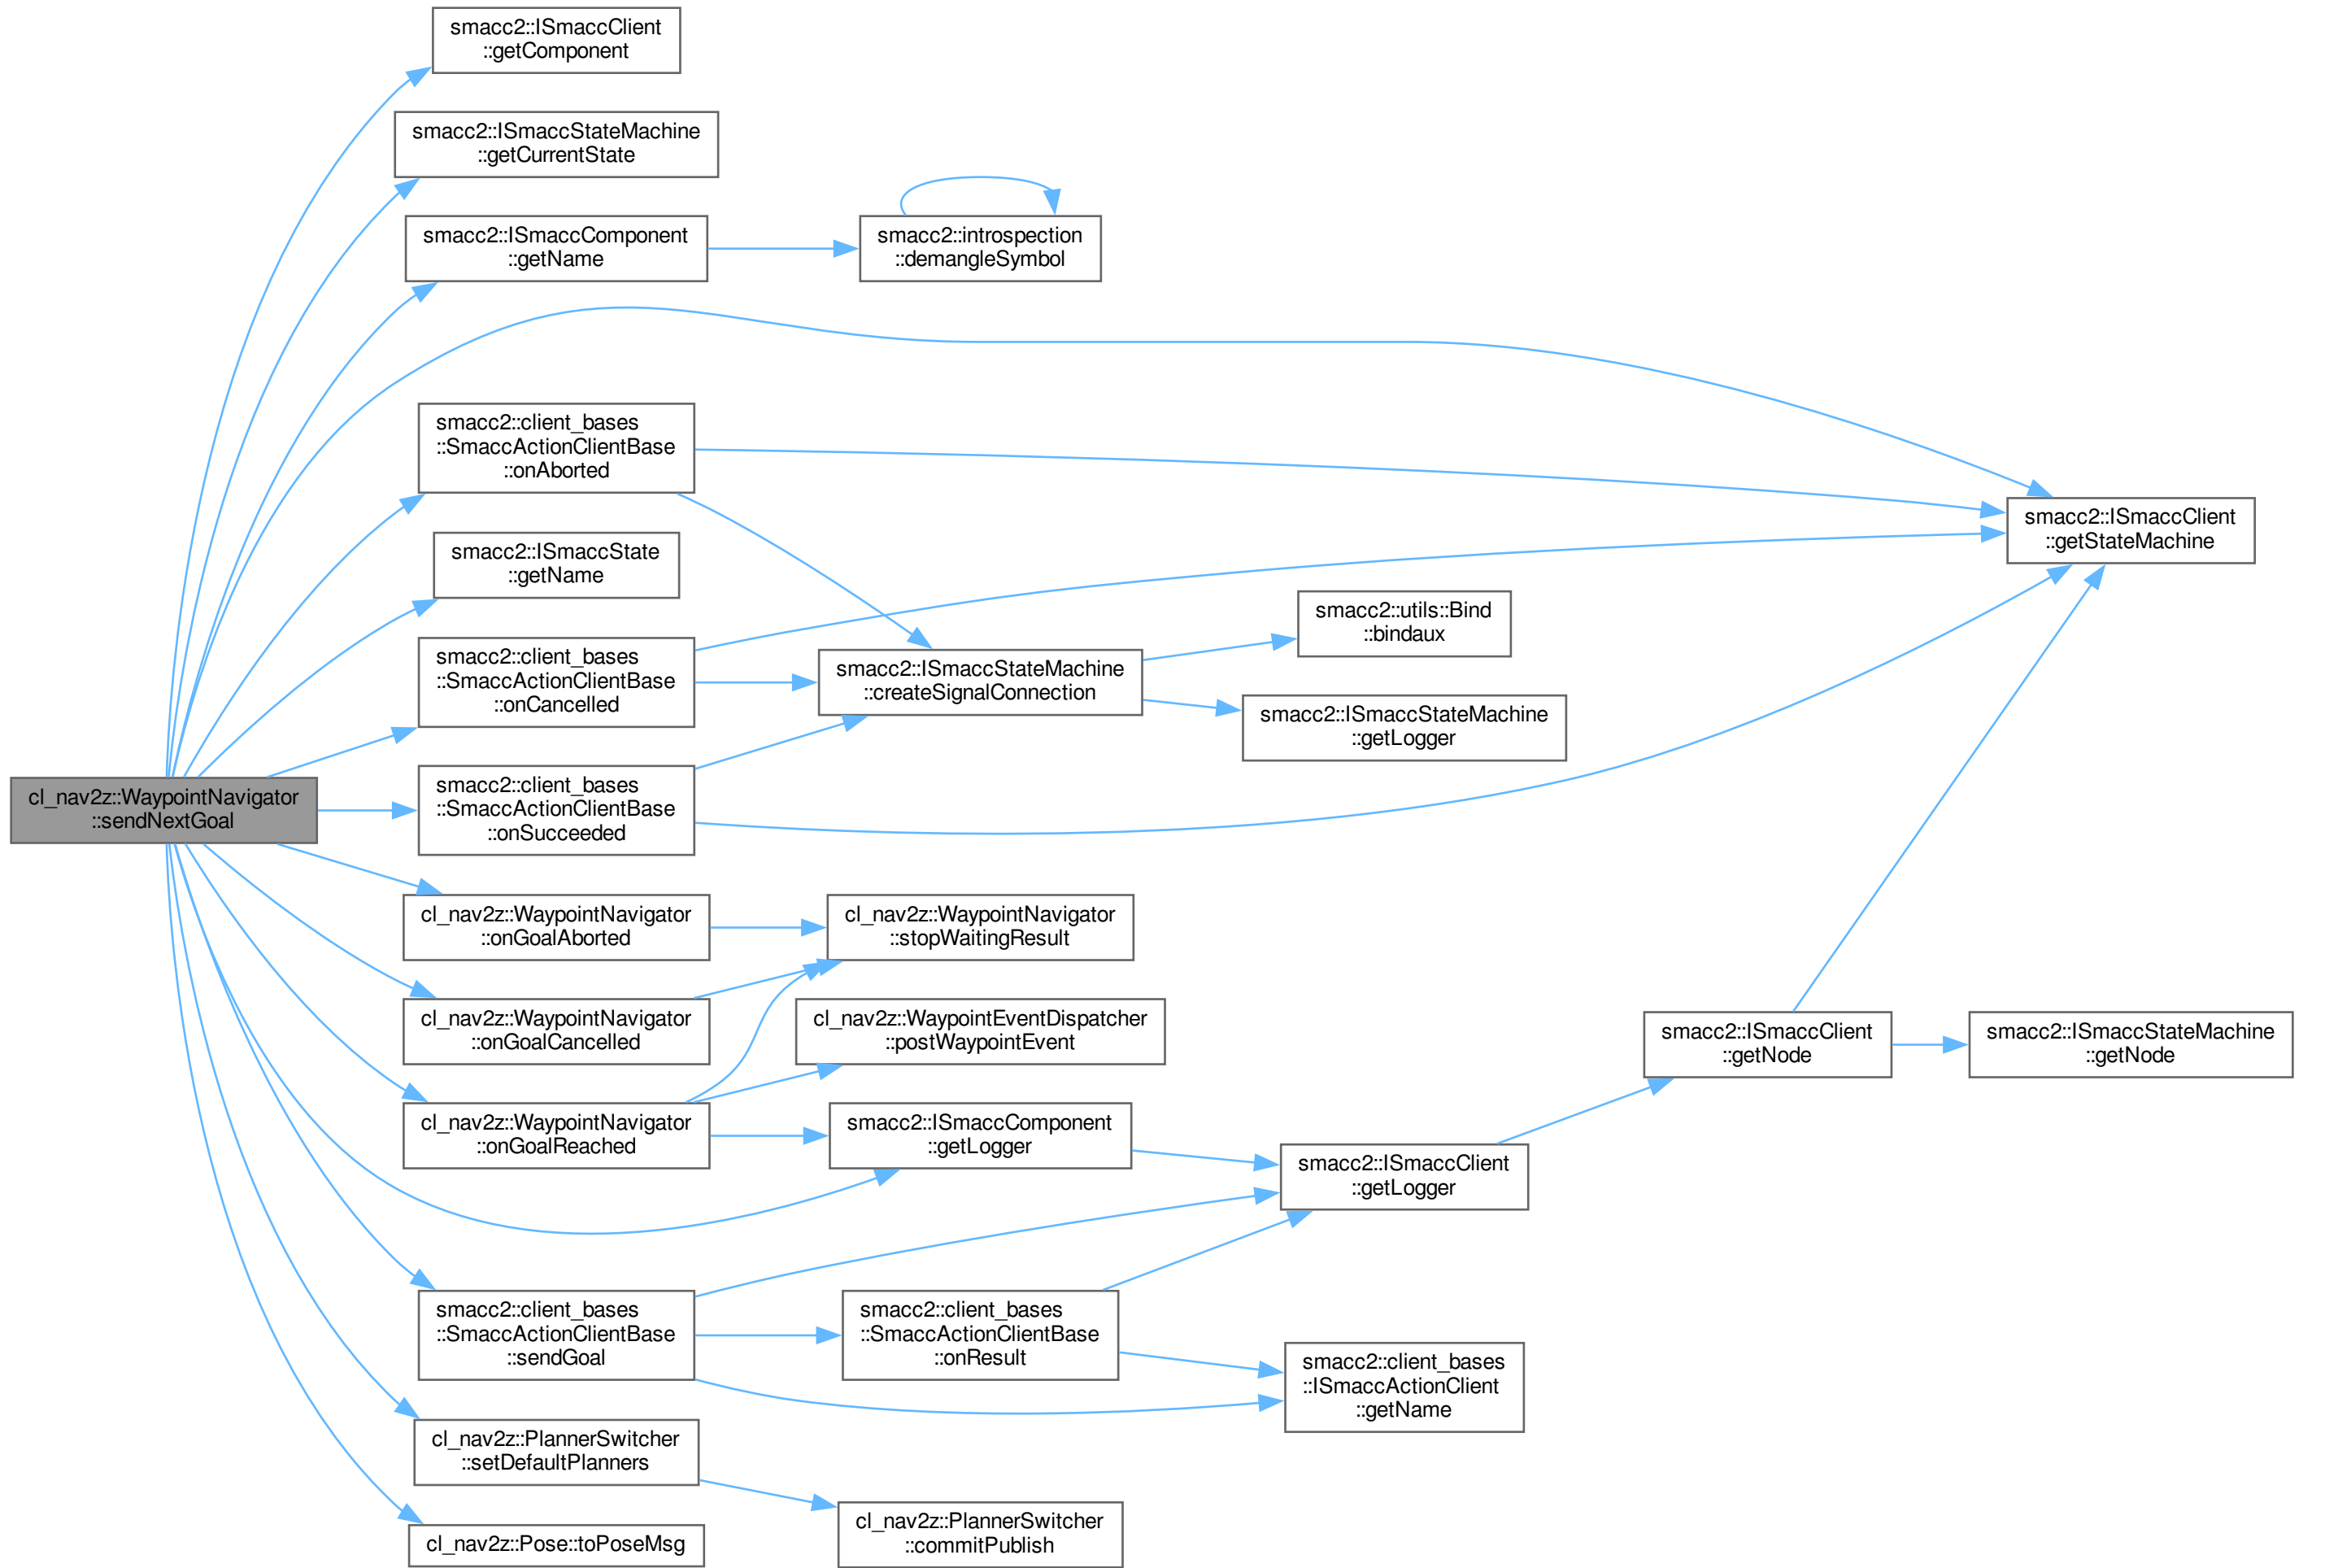 smacc2::ISmaccClient
::getComponent
smacc2::ISmaccStateMachine
::getCurrentState
smacc2::ISmaccComponent
::getName
smacc2::introspection
::demangleSymbol
smacc2::client_bases
::SmaccActionClientBase
::onAborted
smacc2::ISmaccClient
::getStateMachine
smacc2::ISmaccState
::getName
smacc2::utils::Bind
::bindaux
smacc2::client_bases
::SmaccActionClientBase
::onCancelled
smacc2::ISmaccStateMachine
::createSignalConnection
smacc2::ISmaccStateMachine
::getLogger
cl_nav2z::WaypointNavigator
::sendNextGoal
smacc2::client_bases
::SmaccActionClientBase
::onSucceeded
cl_nav2z::WaypointNavigator
::onGoalAborted
cl_nav2z::WaypointNavigator
::stopWaitingResult
cl_nav2z::WaypointNavigator
::onGoalCancelled
cl_nav2z::WaypointEventDispatcher
::postWaypointEvent
smacc2::ISmaccClient
::getNode
smacc2::ISmaccStateMachine
::getNode
cl_nav2z::WaypointNavigator
::onGoalReached
smacc2::ISmaccComponent
::getLogger
smacc2::ISmaccClient
::getLogger
smacc2::client_bases
::SmaccActionClientBase
::sendGoal
smacc2::client_bases
::SmaccActionClientBase
::onResult
smacc2::client_bases
::ISmaccActionClient
::getName
cl_nav2z::PlannerSwitcher
::setDefaultPlanners
cl_nav2z::PlannerSwitcher
::commitPublish
cl_nav2z::Pose::toPoseMsg